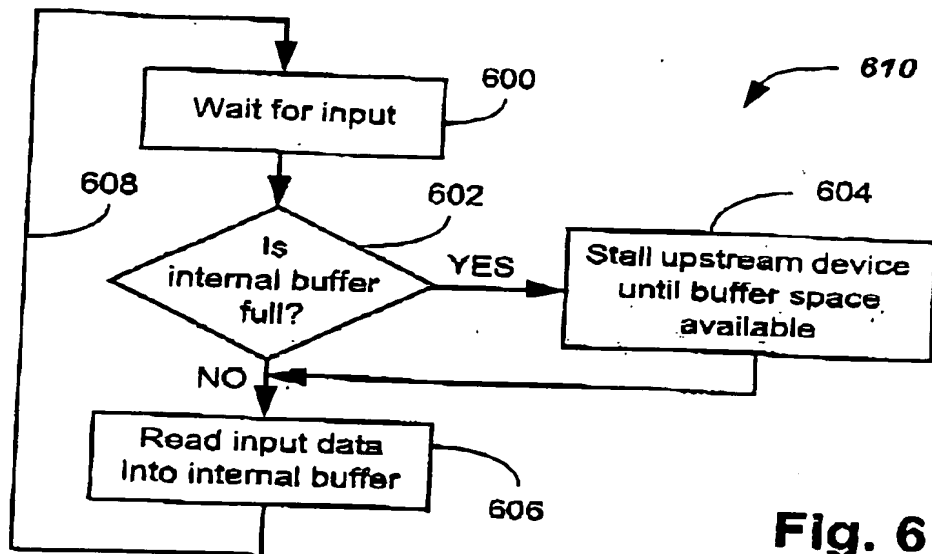 600
610
Wait for input
608
602
604
Is
internal buffer
full?
YES
Stall upstream device
until buffer space
available
NO
Read input data
into internal buffer
606
Fig. 6